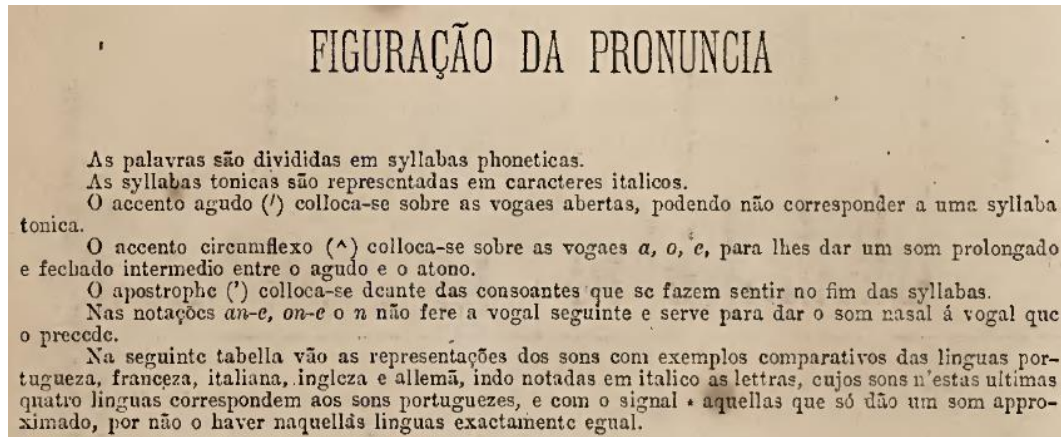 FIGURAÇÃO DA PRONUNCIA
As palavras são divididas em syllabas phoneticas.
As syllabas tonicas são representadas em caracteres italicos.
O accento agudo (′) colloca-se sobre as vogaes abertas, podendo não corresponder a uma syllaba
tonica.
O accento circumflexo (^) colloca-se sobre as vogaes a, o, e, para lhes dar um som prolongado
e fechado intermedio entre o agudo e o atono.
O apostrophe (’) colloca-se deante das consoantes que se fazem sentir no fim das syllabas.
Nas notações an-e, on-e o n não fere a vogal seguinte e serve para dar o som nasal á vogal que
o precede.
Na seguinte tabella vão as representações dos sons com exemplos comparativos das linguas por-
tugueza, franceza, italiana, ingleza e allemã, indo notadas em italico as lettras, cujos sons n'estas ultimas
quatro linguas correspondem aos sons portuguezes, e com o signal * aquellas que só dão um som appro-
ximado, por não o haver naquellas linguas exactamente egual.